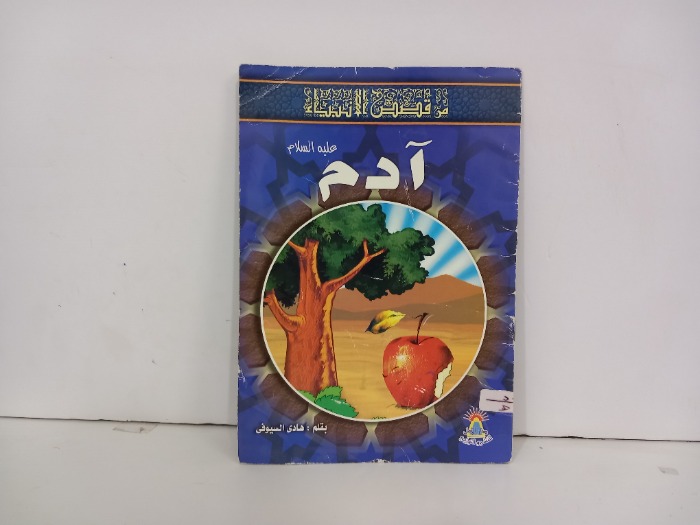 من قصص الأنبياء
آدم
عليه السلام
بقلم : هادى السيوفى